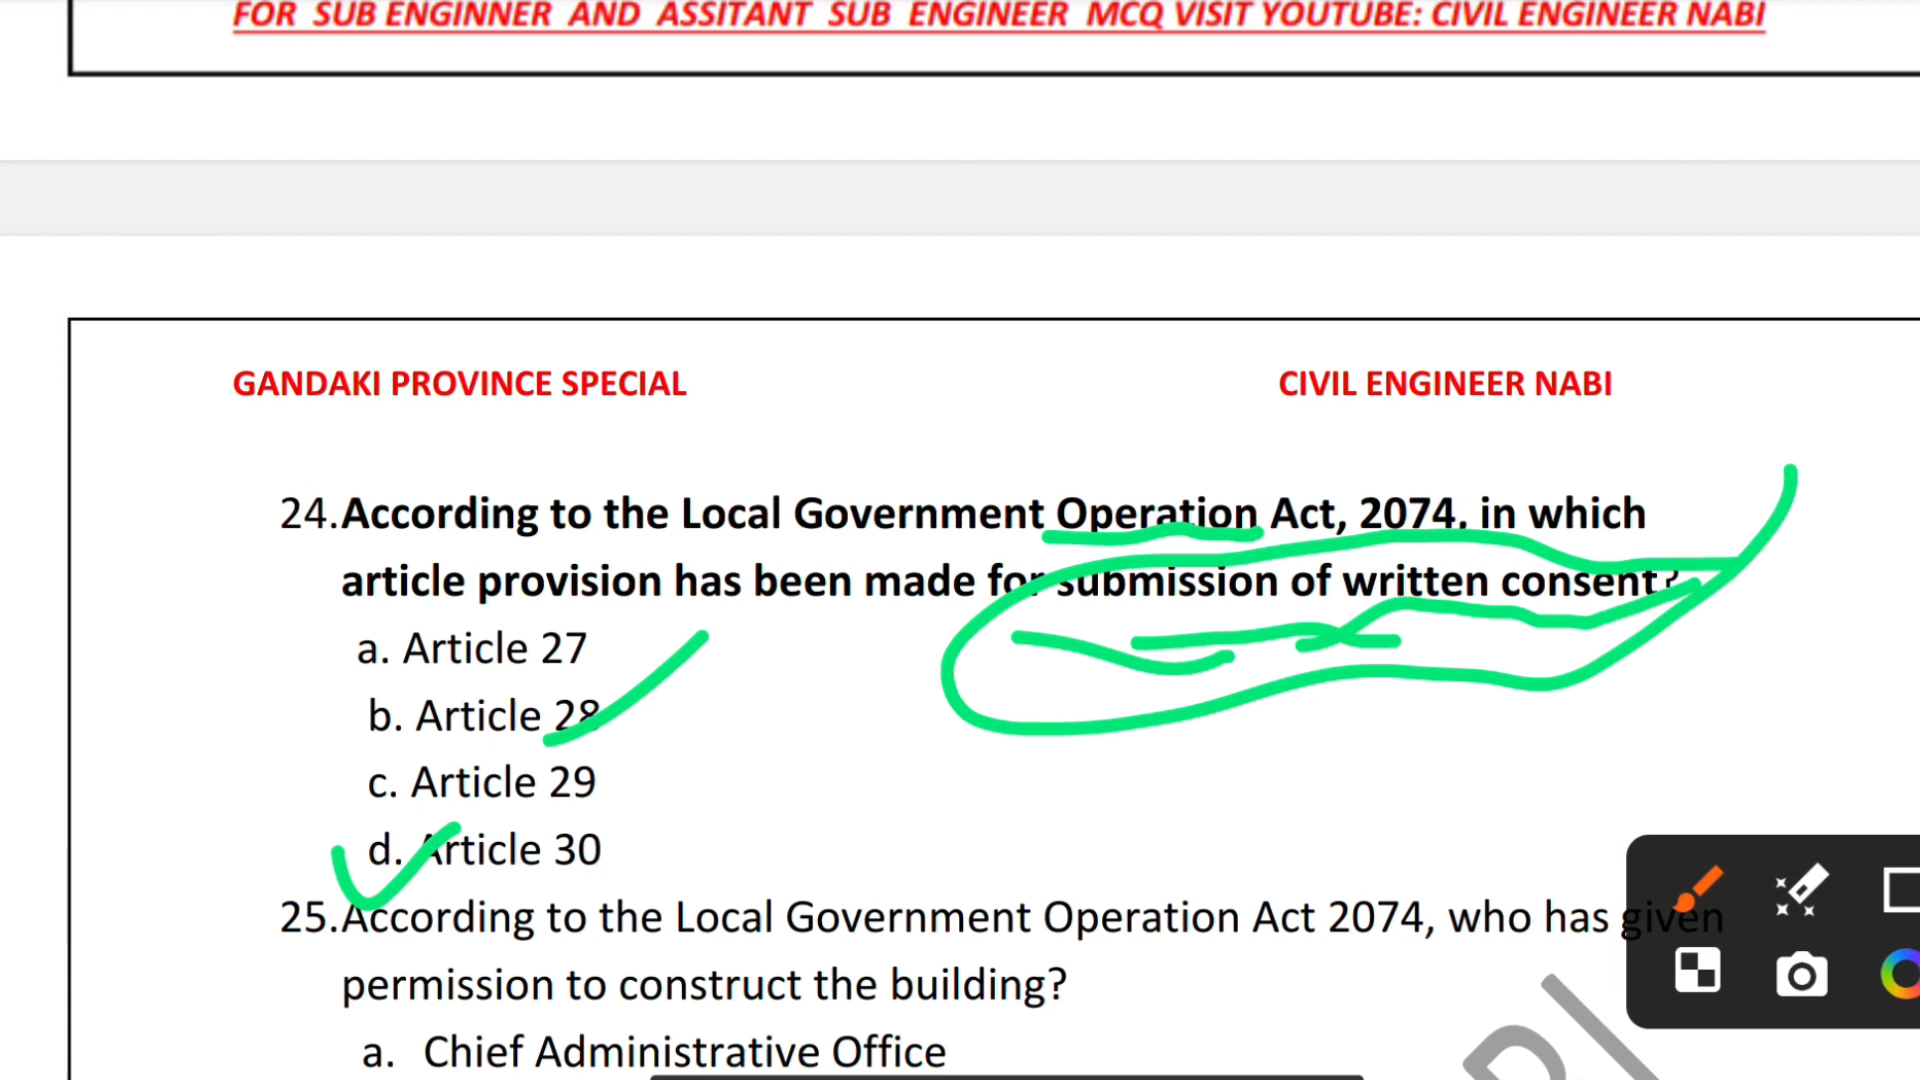 FOR SUB ENGINNER AND ASSITANT SUB ENGINEER MCQ VISIT YOUTUBE: CIVIL ENGINEER NABI
GANDAKI PROVINCE SPECIAL
CIVIL ENGINEER NABI
24.According to the Local Government Operation Act, 2074, in which
article provision has been made for submission of written consent?
a. Article 27
b. Article 28
c. Article 29
d. Article 30
25.According to the Local Government Operation Act 2074, who has given
permission to construct the building?
a. Chief Administrative Office